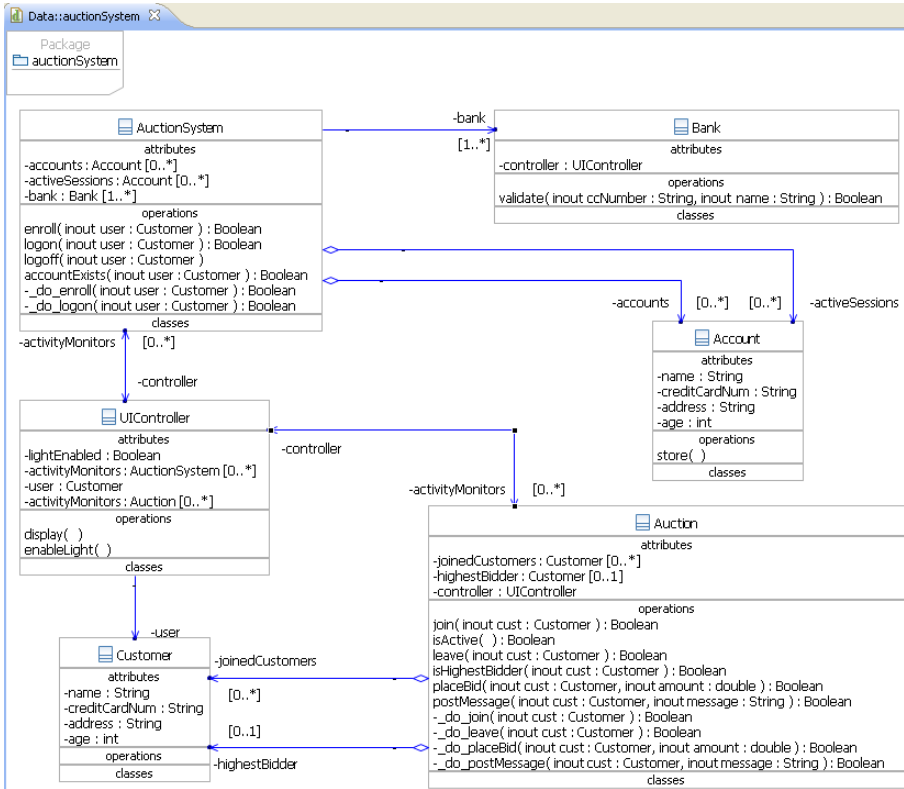 Data::auctionSystem
Package
auctionSystem
AuctionSystem
attributes
-accounts : Account [0..*]
-activeSessions : Account [0..*]
-bank : Bank [1..*]
operations
enroll( inout user : Customer ) : Boolean
logon( inout user : Customer ) : Boolean
logoff( inout user : Customer )
accountExists( inout user : Customer ) : Boolean
-_do_enroll( inout user : Customer ) : Boolean
-_do_logon( inout user : Customer ) : Boolean
classes
-bank
[1..*]
Bank
attributes
-controller : UIController
operations
validate( inout ccNumber : String, inout name : String ) : Boolean
classes
-accounts
[0..*]
[0..*]
-activeSessions
Account
attributes
-name : String
-creditCardNum : String
-address : String
-age : int
operations
store( )
classes
-activityMonitors
[0..*]
-controller
UIController
attributes
-lightEnabled : Boolean
-activityMonitors : AuctionSystem [0..*]
-user : Customer
-activityMonitors : Auction [0..*]
operations
display( )
enableLight( )
classes
-controller
-activityMonitors
[0..*]
Auction
attributes
-joinedCustomers : Customer [0..*]
-highestBidder : Customer [0..1]
-controller : UIController
operations
join( inout cust : Customer ) : Boolean
isActive( ) : Boolean
leave( inout cust : Customer ) : Boolean
isHighestBidder( inout cust : Customer ) : Boolean
placeBid( inout cust : Customer, inout amount : double ) : Boolean
postMessage( inout cust : Customer, inout message : String ) : Boolean
-_do_join( inout cust : Customer ) : Boolean
-_do_leave( inout cust : Customer ) : Boolean
-_do_placeBid( inout cust : Customer, inout amount : double ) : Boolean
-_do_postMessage( inout cust : Customer, inout message : String ) : Boolean
classes
-user
Customer
attributes
-name : String
-creditCardNum : String
-address : String
-age : int
operations
classes
-joinedCustomers
[0..*]
[0..1]
-highestBidder